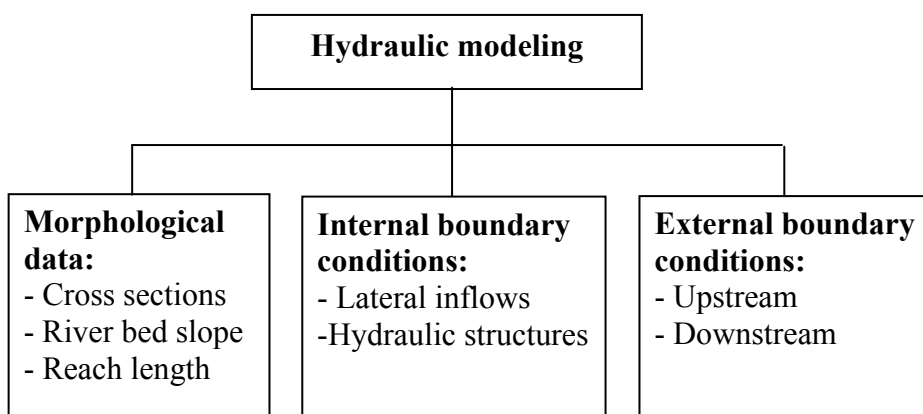 Hydraulic modeling
Morphological
data:
- Cross sections
- River bed slope
- Reach length
Internal boundary
conditions:
- Lateral inflows
-Hydraulic structures
External boundary
conditions:
- Upstream
- Downstream